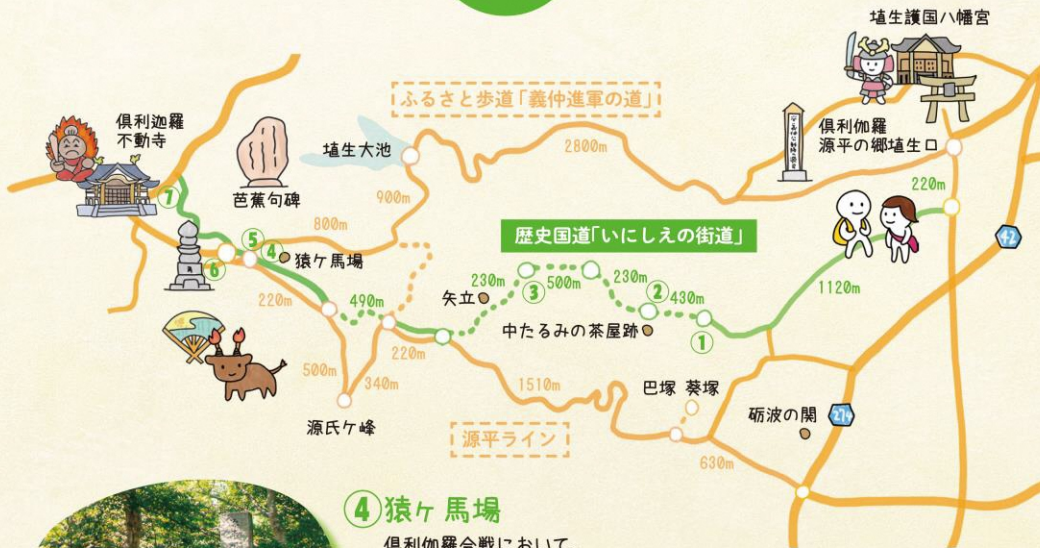 埴生護国八幡宮
ふるさと歩道「義仲進軍の道」
倶利迦羅
不動寺
芭蕉句碑
埴生大池
2800m
倶利伽羅
源平の郷埴生口
900m
220m
800m
歴史国道「いにしえの街道」
42
⑦
⑤
④
猿ケ馬場
⑥
230m
500m
230m
矢立
③
②
430m
1120m
220m
490m
中たるみの茶屋跡
①
220m
500m
340m
1510m
巴塚 葵塚
砺波の関
274
源氏ケ峰
源平ライン
630m
④猿ケ馬場
倶利伽羅合戦において